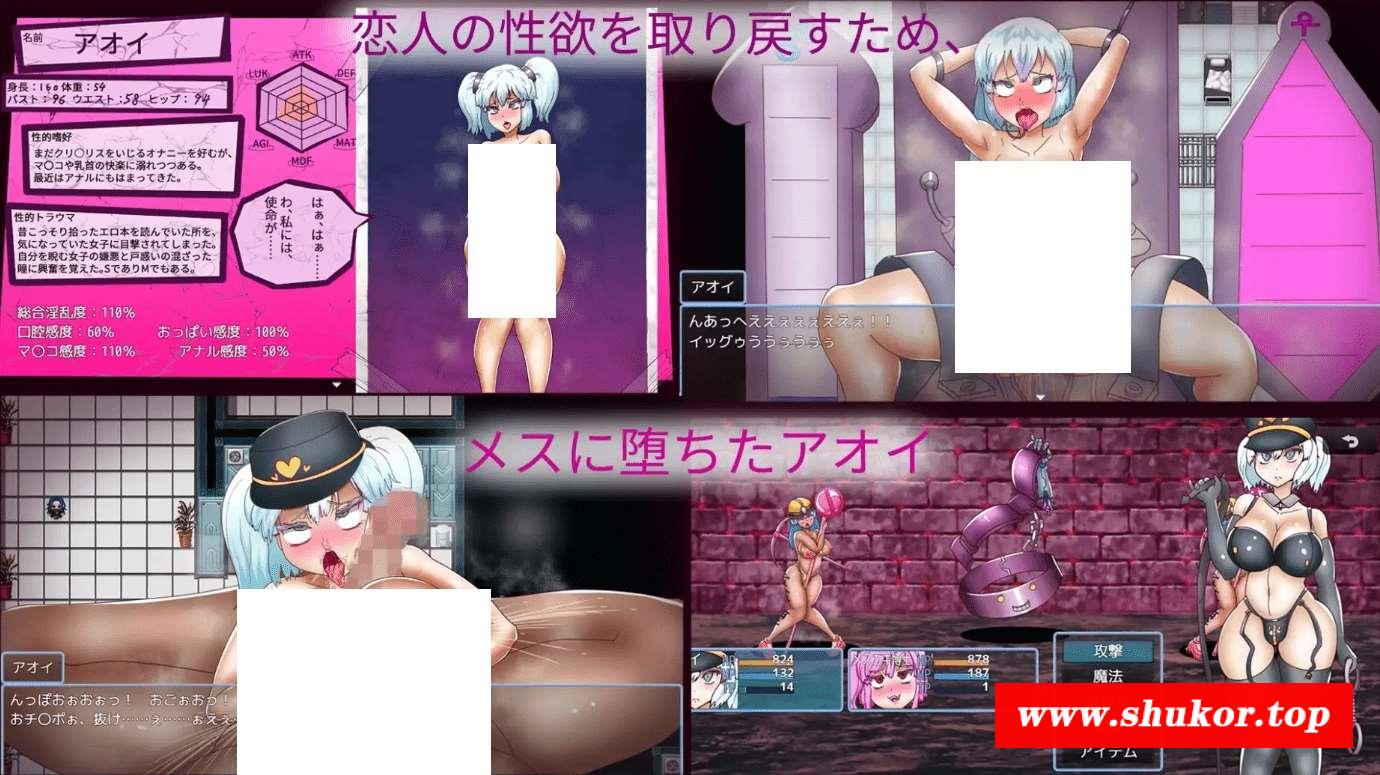 恋人の性欲を取り戻すため、
名前 アオイ
身長：160 体重：54
バスト：96 ウエスト：58 ヒップ：94
ATK
LUK
DEF
AGI
MAT
MDF
性的嗜好
まだクリ〇リスをいじるオナニーを好むが、
マ〇コや乳首の快楽に溺れつつある。
最近はアナルにもはまってきた。
はぁ、はぁ……
わ、私には、
使命が……
性的トラウマ
昔こっそり拾ったエロ本を読んでいた所を、
気になっていた女子に目撃されてしまった。
自分を睨む女子の嫌悪と戸惑いの混ざった
瞳に興奮を覚えた。SでありMでもある。
総合淫乱度：110％
口腔感度：60％ おっぱい感度：100％
マ〇コ感度：110％ アナル感度：50％
アオイ
んあっへええぇぇぇええぇ！！
イッグゥうぅぅうぅぅ
メスに堕ちたアオイ
アオイ
んっぽおぉおぉっ！ おごぉおっ！
おチ〇ポぉ、抜け……ぇ……ぉええ
824
132
14
878
187
1
攻撃
魔法
アイテム
www.shukor.top